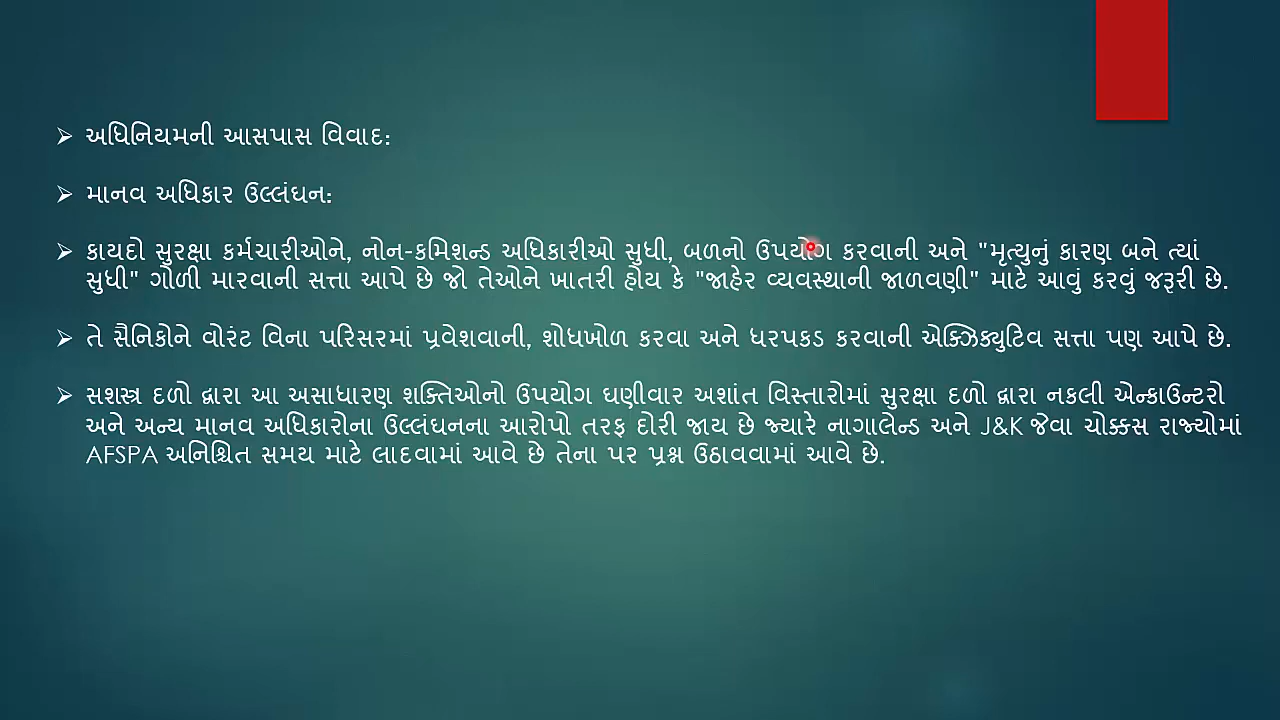 ➢ અધિનિયમની આસપાસ વિવાદ:
➢ માનવ અધિકાર ઉલ્લંઘન:
➢ કાયદો સુરક્ષા કર્મચારીઓને, નોન-કમિશન્ડ અધિકારીઓ સુધી, બળનો ઉપયોગ કરવાની અને "મૃત્યુનું કારણ બને ત્યાં
સુધી" ગોળી મારવાની સત્તા આપે છે જો તેઓને ખાતરી હોય કે "જાહેર વ્યવસ્થાની જાળવણી" માટે આવું કરવું જરૂરી છે.
➢ તે સૈનિકોને વોરંટ વિના પરિસરમાં પ્રવેશવાની, શોધખોળ કરવા અને ધરપકડ કરવાની એક્ઝિક્યુટિવ સત્તા પણ આપે છે.
➢ સશસ્ત્ર દળો દ્વારા આ અસાધારણ શક્તિઓનો ઉપયોગ ઘણીવાર અશાંત વિસ્તારોમાં સુરક્ષા દળો દ્વારા નકલી એન્કાઉન્ટરો
અને અન્ય માનવ અધિકારોના ઉલ્લંઘનના આરોપો તરફ દોરી જાય છે જ્યારે નાગાલેન્ડ અને J&K જેવા ચોક્કસ રાજ્યોમાં
AFSPA અનિશ્ચિત સમય માટે લાદવામાં આવે છે તેના પર પ્રશ્ન ઉઠાવવામાં આવે છે.